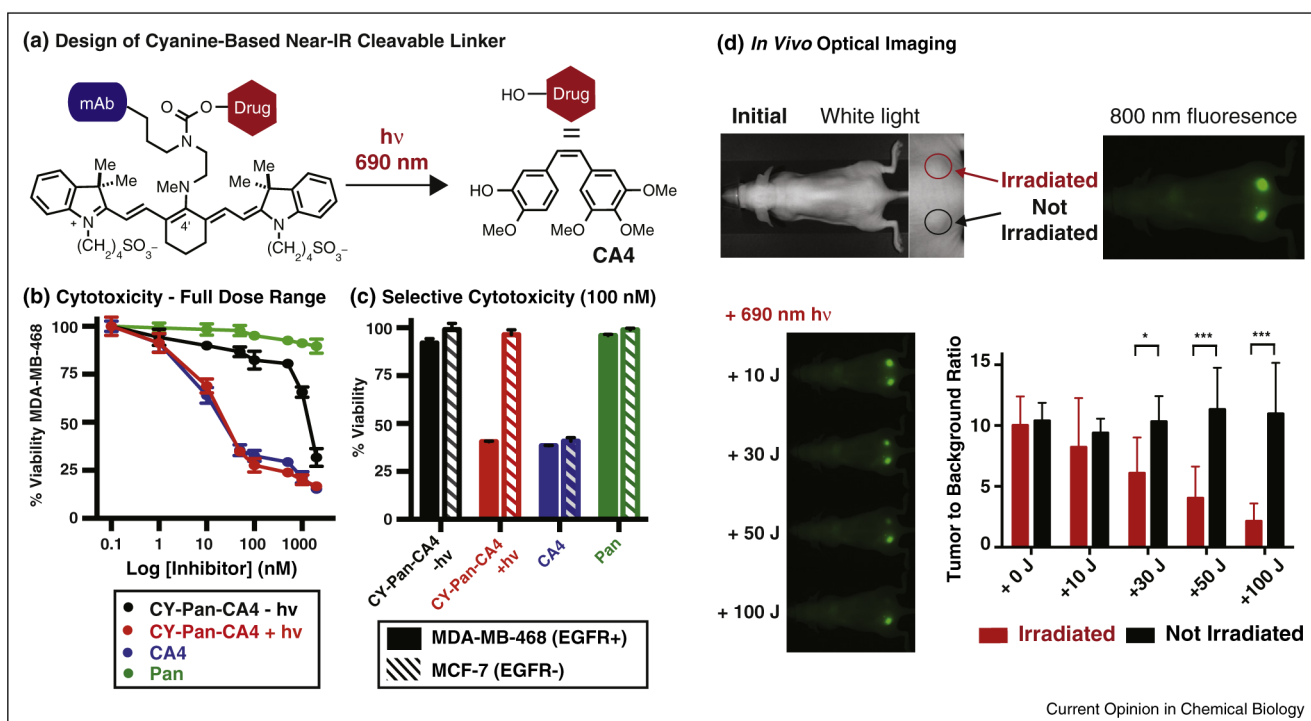 (a) Design of Cyanine-Based Near-IR Cleavable Linker
mAb
O
O
Drug
N
Me
Me
MeN
Me
Me
N
+
4'
N
(CH2)4SO3−
(CH2)4SO3−
hν
690 nm
HO
Drug
=
HO
MeO
OMe
OMe
MeO
OMe
CA4
(b) Cytotoxicity - Full Dose Range
% Viability MDA-MB-468
100
75
50
25
0
0.1 1 10 100 1000
Log [Inhibitor] (nM)
CY-Pan-CA4 - hv
CY-Pan-CA4 + hv
CA4
Pan
(c) Selective Cytotoxicity (100 nM)
% Viability
100
75
50
25
0
CY-Pan-CA4
-hv
CY-Pan-CA4
+hv
CA4
Pan
MDA-MB-468 (EGFR+)
MCF-7 (EGFR-)
(d) In Vivo Optical Imaging
Initial White light
800 nm fluoresence
Irradiated
Not
Irradiated
+ 690 nm hν
+ 10 J
+ 30 J
+ 50 J
+ 100 J
Tumor to Background Ratio
15
10
5
0
* *** ***
+ 0 J +10 J +30 J +50 J +100 J
Irradiated Not Irradiated
Current Opinion in Chemical Biology